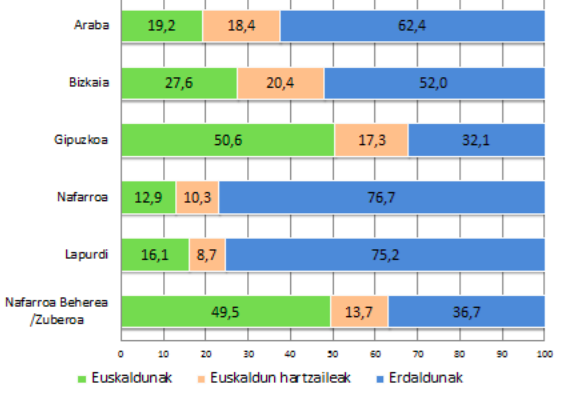 Araba 19,2 18,4 62,4
Bizkaia 27,6 20,4 52,0
Gipuzkoa 50,6 17,3 32,1
Nafarroa 12,9 10,3 76,7
Lapurdi 16,1 8,7 75,2
Nafarroa Beherea
/Zuberoa 49,5 13,7 36,7
0 10 20 30 40 50 60 70 80 90 100
Euskaldunak Euskaldun hartzaileak Erdaldunak